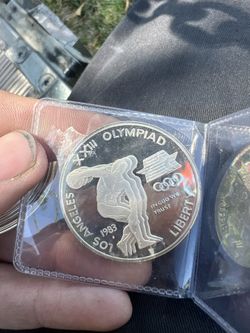 LOS ANGELES XXIII OLYMPIAD
IN GOD WE
TRUST
LIBERTY
1983